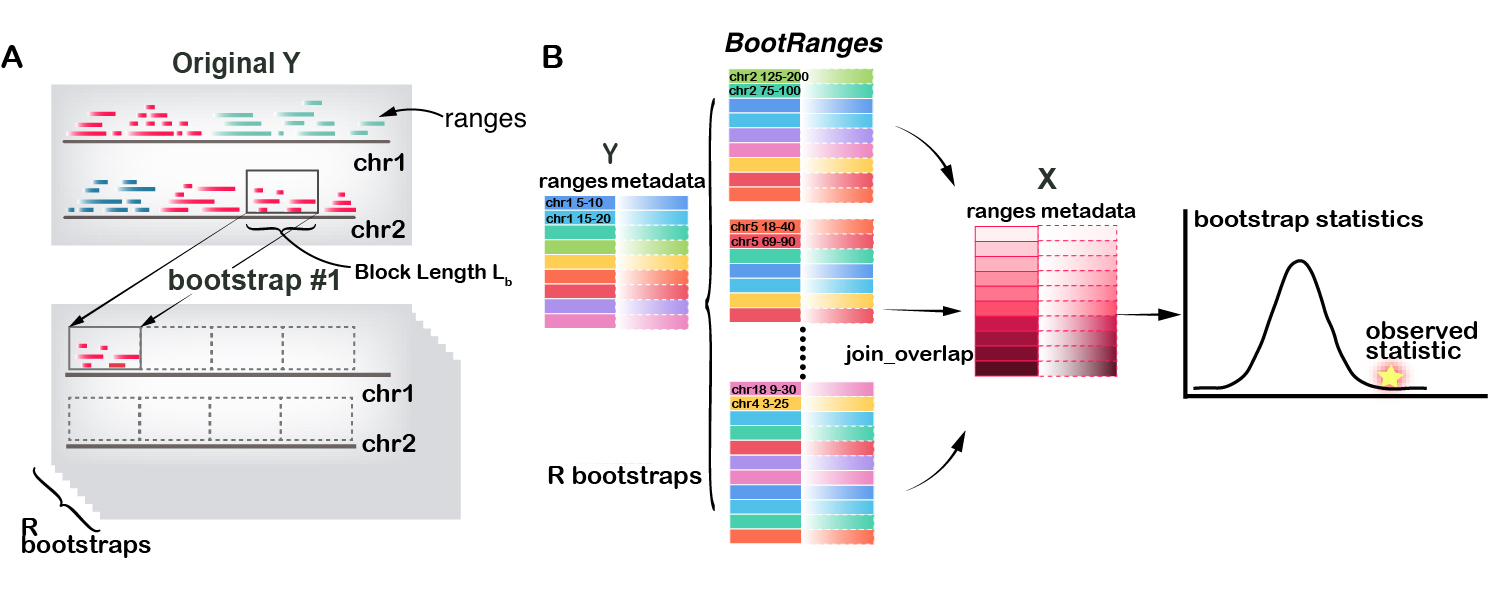 A
Original Y
ranges
chr1
chr2
Block Length Lb
bootstrap #1
chr1
chr2
R
bootstraps
B
BootRanges
Y
ranges metadata
chr1 5-10
chr1 15-20
chr2 125-200
chr2 75-100
chr5 18-40
chr5 69-90
chr18 9-30
chr4 3-25
R bootstraps
join_overlap
X
ranges metadata
bootstrap statistics
observed
statistic